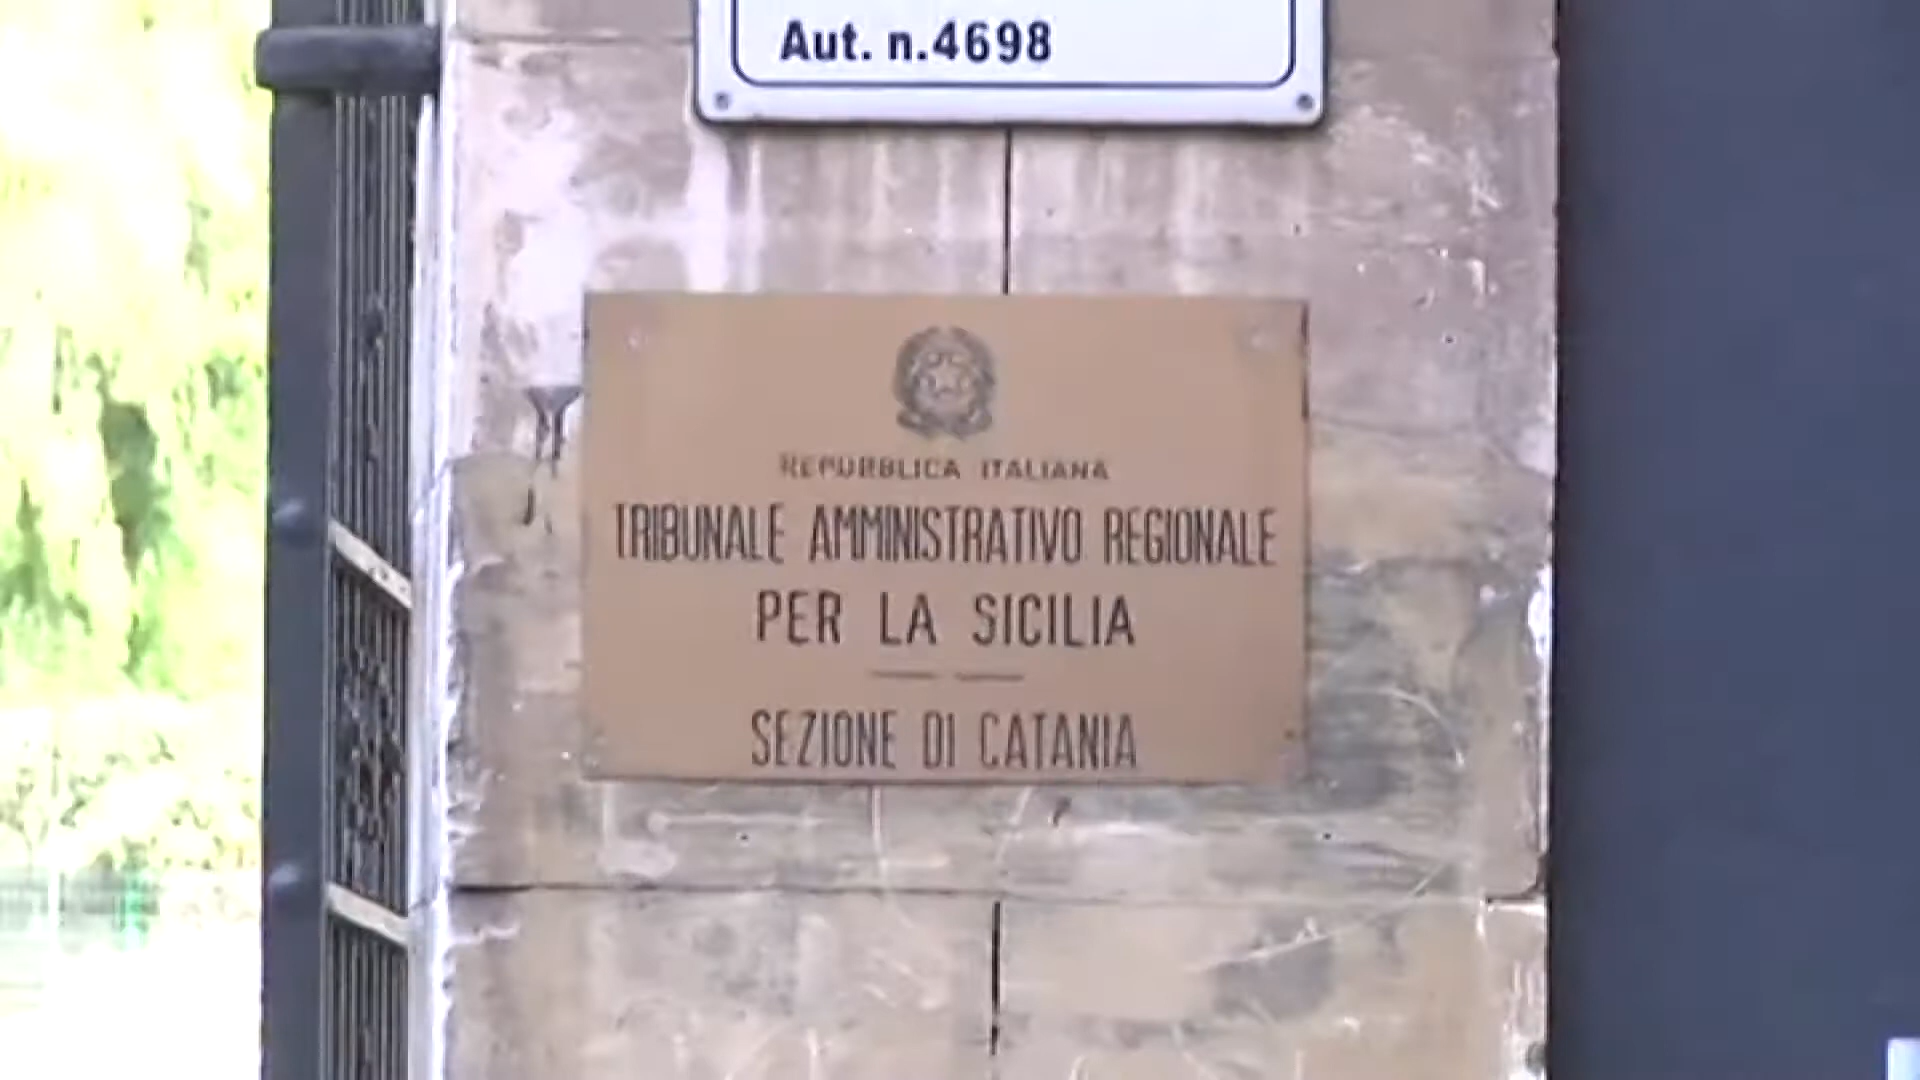 Aut. n.4698
REPUBBLICA ITALIANA
TRIBUNALE AMMINISTRATIVO REGIONALE
PER LA SICILIA
SEZIONE DI CATANIA